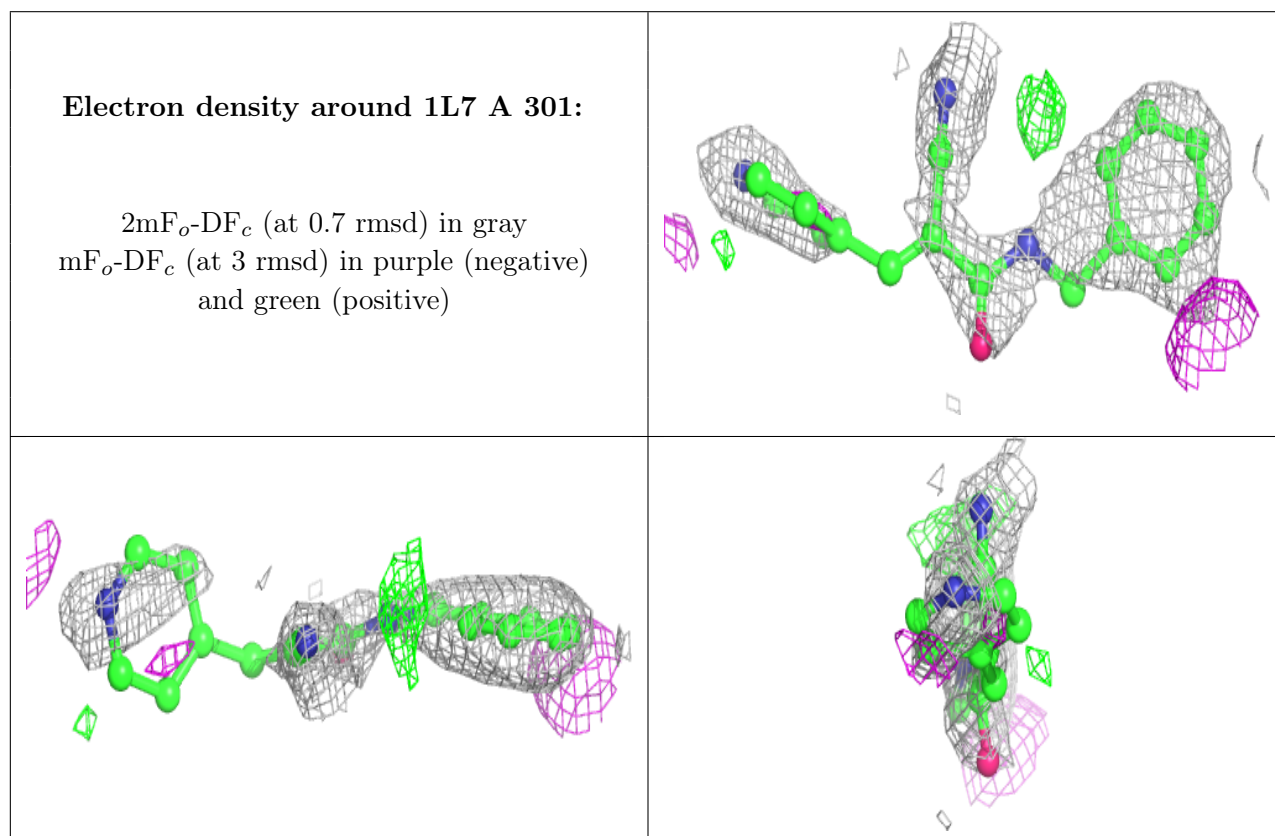 Electron density around 1L7 A 301:
2mFₒ-DF𝒸 (at 0.7 rmsd) in gray
mFₒ-DF𝒸 (at 3 rmsd) in purple (negative)
and green (positive)